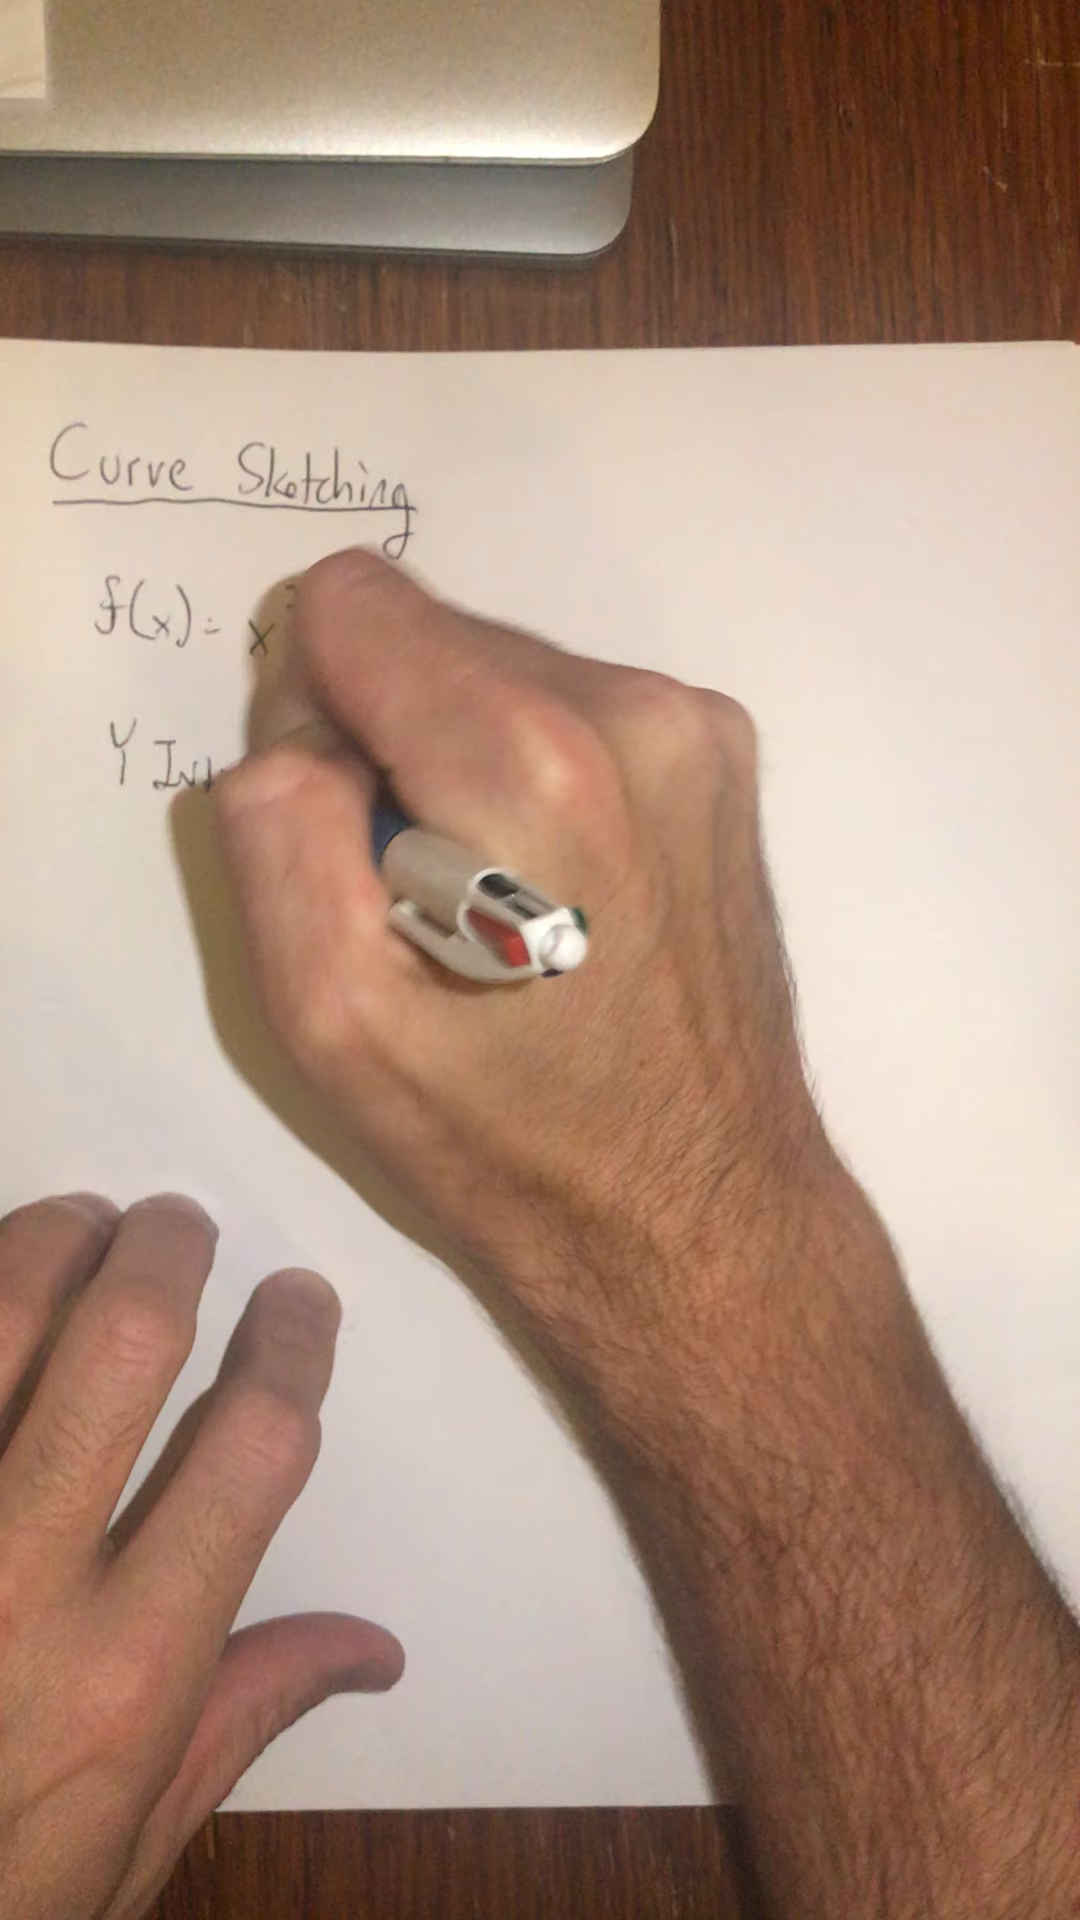 Curve Sketching
f(x) = x
Y In